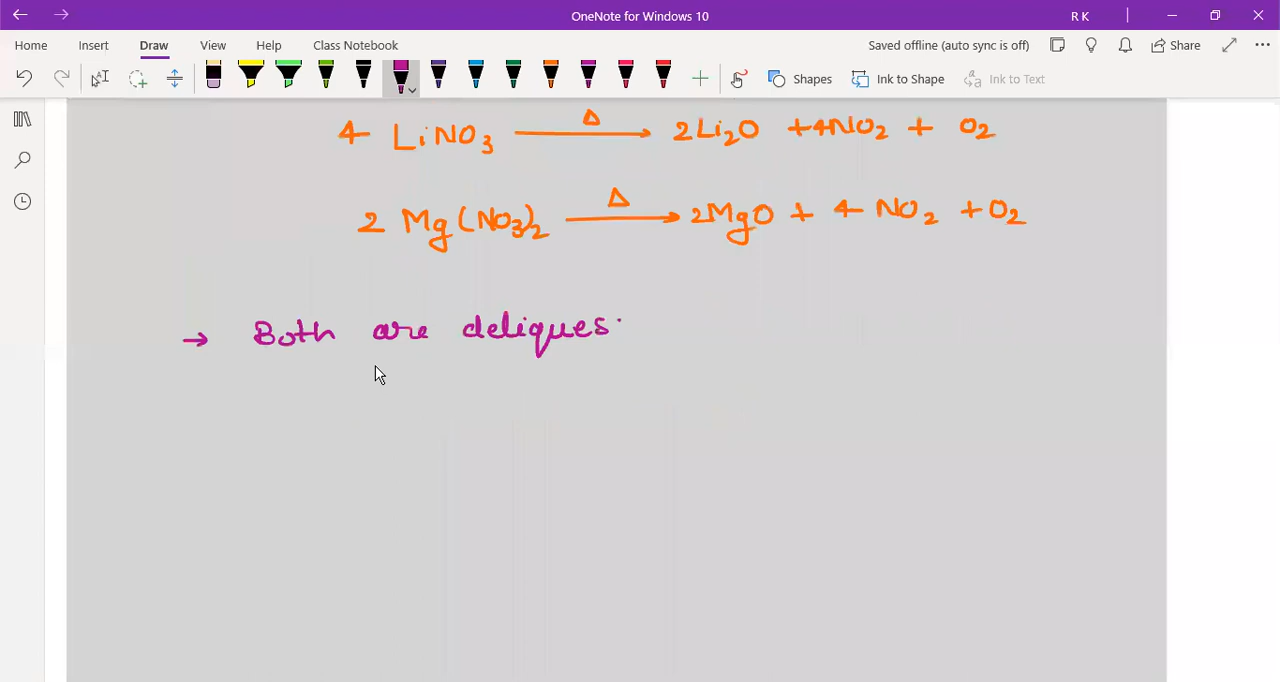 OneNote for Windows 10
R K
Home Insert Draw View Help Class Notebook
Saved offline (auto sync is off) Share
Shapes Ink to Shape Ink to Text
4 LiNO3 Δ → 2Li2O + 4NO2 + O2
2 Mg(NO3)2 Δ → 2MgO + 4 NO2 + O2
→ Both are deliques